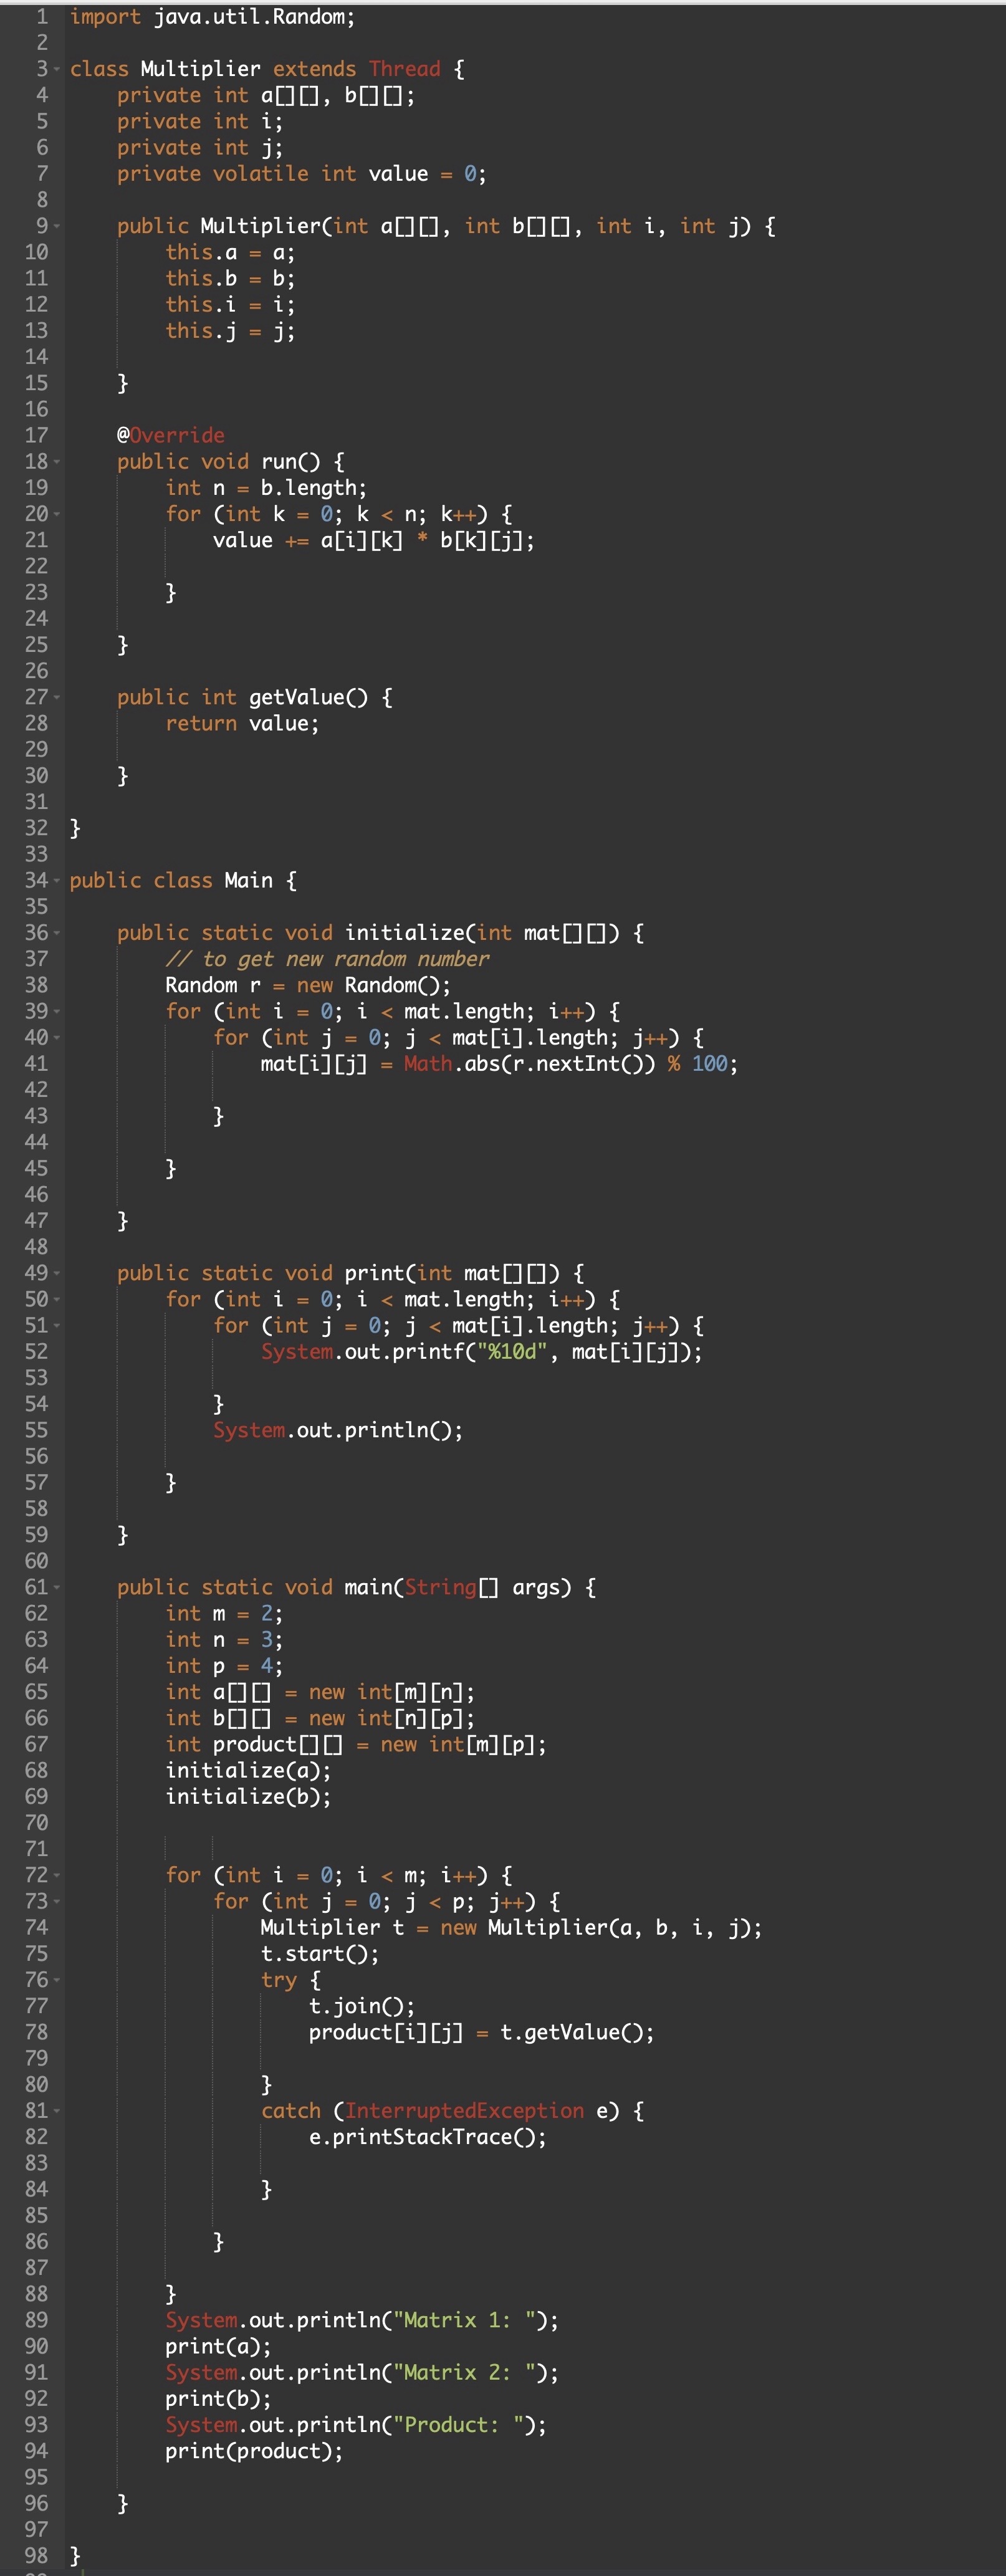 1 import java.util.Random;
2
3 class Multiplier extends Thread {
4     private int a[][], b[][];
5     private int i;
6     private int j;
7     private volatile int value = 0;
8
9     public Multiplier(int a[][], int b[][], int i, int j) {
10         this.a = a;
11         this.b = b;
12         this.i = i;
13         this.j = j;
14
15     }
16
17     @Override
18     public void run() {
19         int n = b.length;
20         for (int k = 0; k < n; k++) {
21             value += a[i][k] * b[k][j];
22
23         }
24
25     }
26
27     public int getValue() {
28         return value;
29
30     }
31
32 }
33
34 public class Main {
35
36     public static void initialize(int mat[][]) {
37         // to get new random number
38         Random r = new Random();
39         for (int i = 0; i < mat.length; i++) {
40             for (int j = 0; j < mat[i].length; j++) {
41                 mat[i][j] = Math.abs(r.nextInt()) % 100;
42
43             }
44
45         }
46
47     }
48
49     public static void print(int mat[][]) {
50         for (int i = 0; i < mat.length; i++) {
51             for (int j = 0; j < mat[i].length; j++) {
52                 System.out.printf("%10d", mat[i][j]);
53
54             }
55             System.out.println();
56
57         }
58
59     }
60
61     public static void main(String[] args) {
62         int m = 2;
63         int n = 3;
64         int p = 4;
65         int a[][] = new int[m][n];
66         int b[][] = new int[n][p];
67         int product[][] = new int[m][p];
68         initialize(a);
69         initialize(b);
70
71
72         for (int i = 0; i < m; i++) {
73             for (int j = 0; j < p; j++) {
74                 Multiplier t = new Multiplier(a, b, i, j);
75                 t.start();
76                 try {
77                     t.join();
78                     product[i][j] = t.getValue();
79
80                 }
81                 catch (InterruptedException e) {
82                     e.printStackTrace();
83
84                 }
85
86             }
87
88         }
89         System.out.println("Matrix 1: ");
90         print(a);
91         System.out.println("Matrix 2: ");
92         print(b);
93         System.out.println("Product: ");
94         print(product);
95
96     }
97
98 }